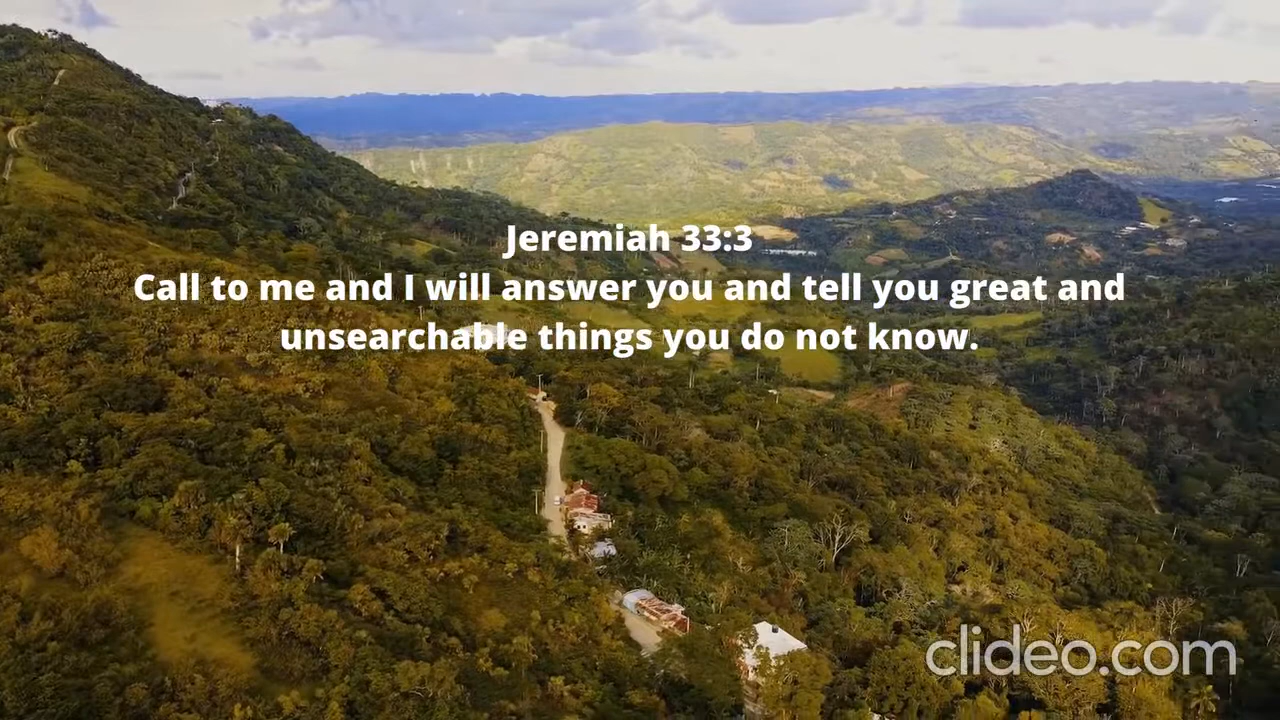 Jeremiah 33:3
Call to me and I will answer you and tell you great and
unsearchable things you do not know.
clideo.com